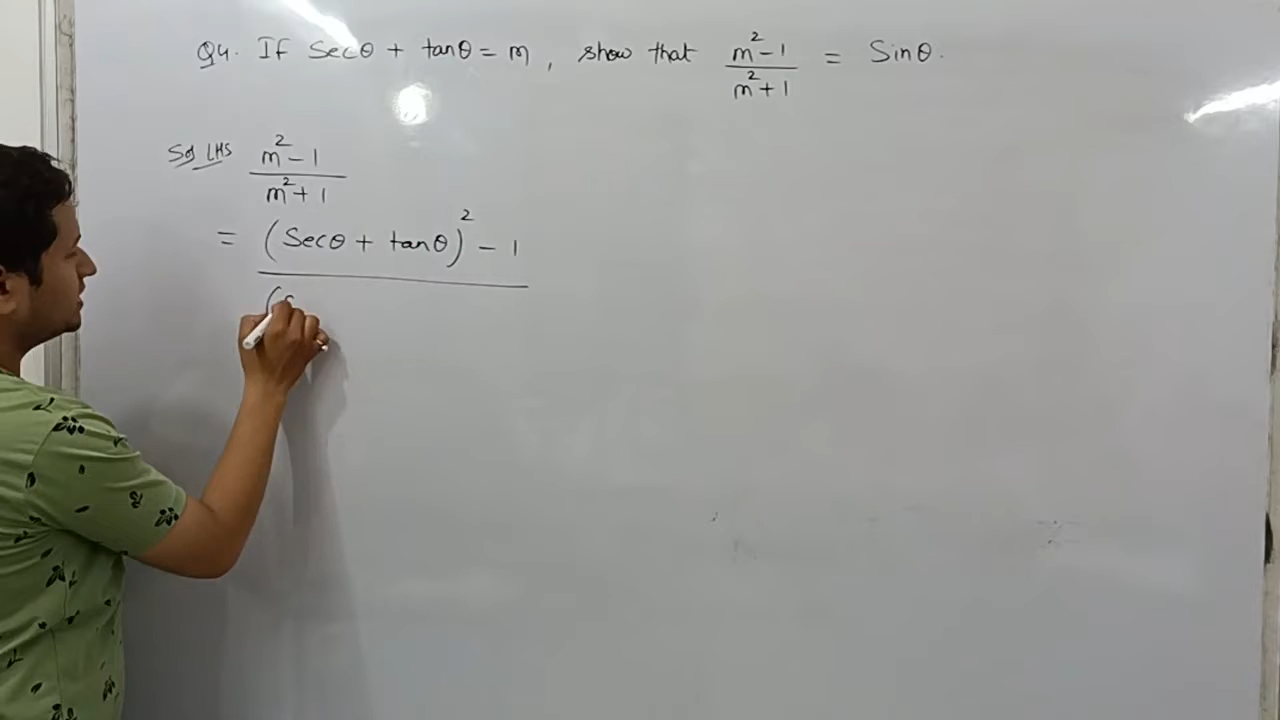 Q4. If Secθ + tanθ = m, show that m²-1/m²+1 = Sinθ.
Sol LHS m²-1/m²+1
= (Secθ + tanθ)² - 1
(